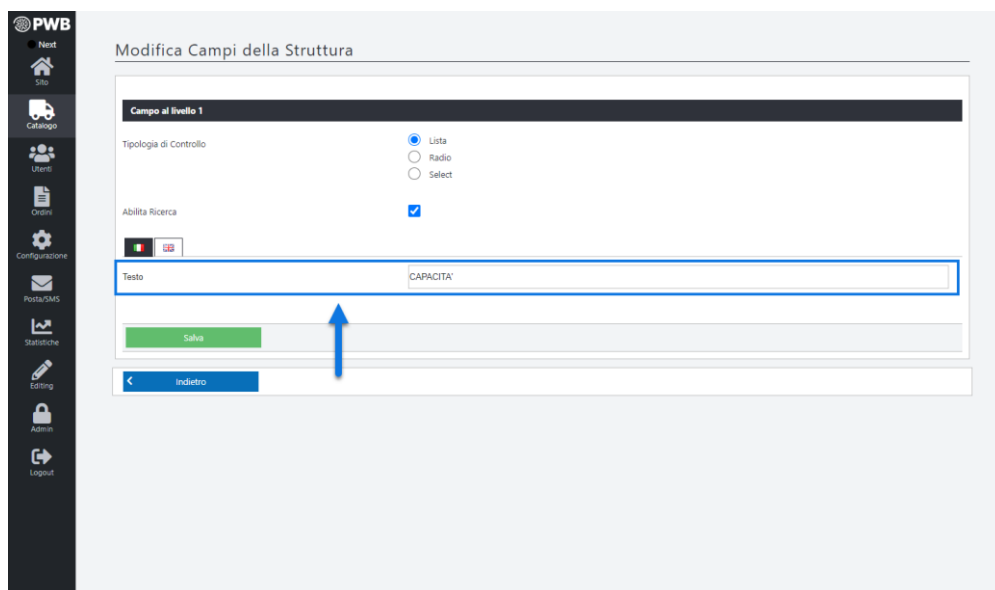 PWB
Next
Sito
Catalogo
Utenti
Ordini
Configurazione
Posta/SMS
Statistiche
Editing
Admin
Logout
Modifica Campi della Struttura
Campo al livello 1
Tipologia di Controllo
Lista
Radio
Select
Abilita Ricerca
Testo CAPACITA'
Salva
Indietro